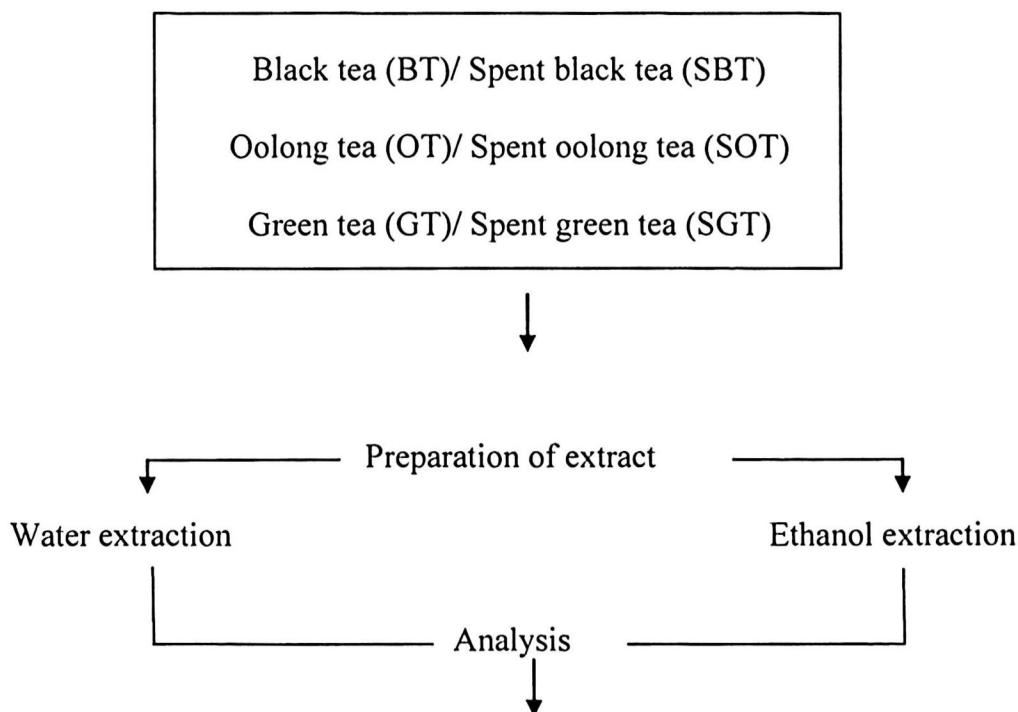 Black tea (BT)/ Spent black tea (SBT)
Oolong tea (OT)/ Spent oolong tea (SOT)
Green tea (GT)/ Spent green tea (SGT)
Preparation of extract
Water extraction
Ethanol extraction
Analysis